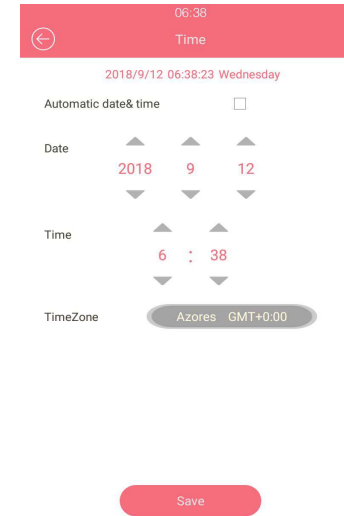 06:38
Time
2018/9/12 06:38:23 Wednesday
Automatic date& time
Date
2018 9 12
Time
6 : 38
TimeZone Azores GMT+0:00
Save